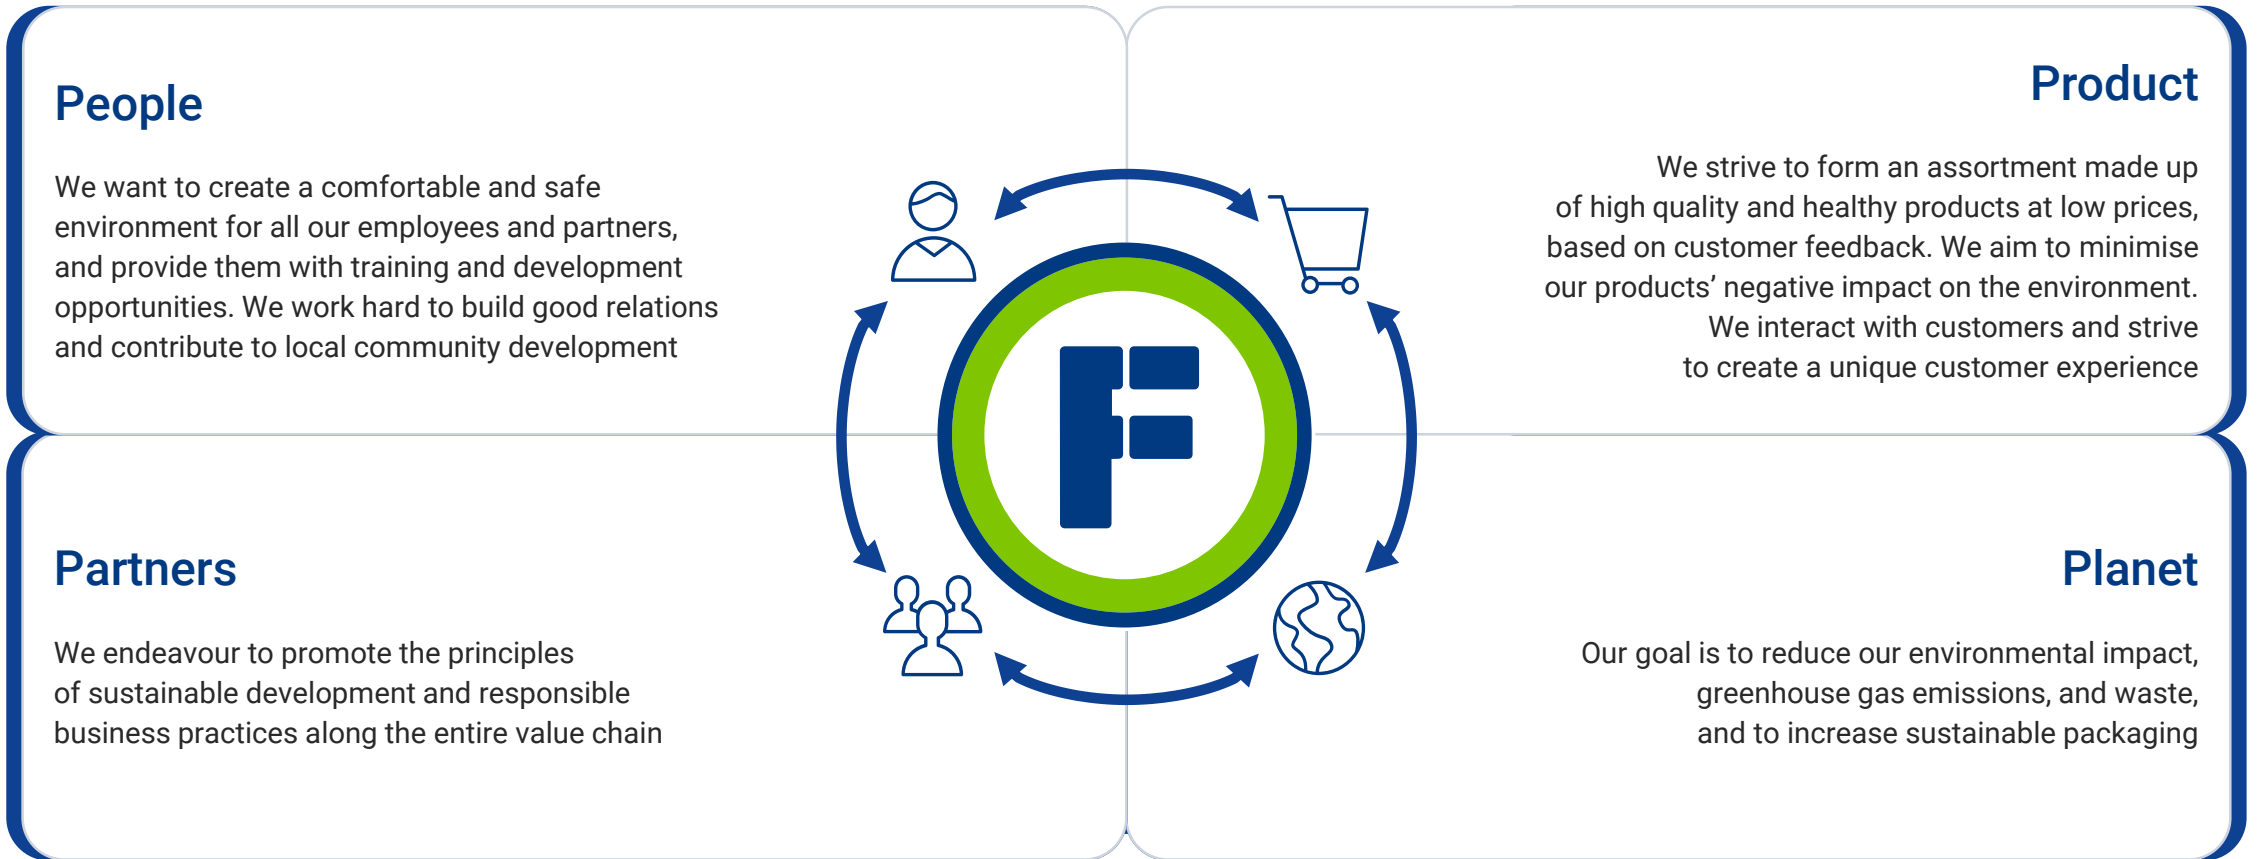 People
We want to create a comfortable and safe
environment for all our employees and partners,
and provide them with training and development
opportunities. We work hard to build good relations
and contribute to local community development
Product
We strive to form an assortment made up
of high quality and healthy products at low prices,
based on customer feedback. We aim to minimise
our products’ negative impact on the environment.
We interact with customers and strive
to create a unique customer experience
F
Partners
We endeavour to promote the principles
of sustainable development and responsible
business practices along the entire value chain
Planet
Our goal is to reduce our environmental impact,
greenhouse gas emissions, and waste,
and to increase sustainable packaging